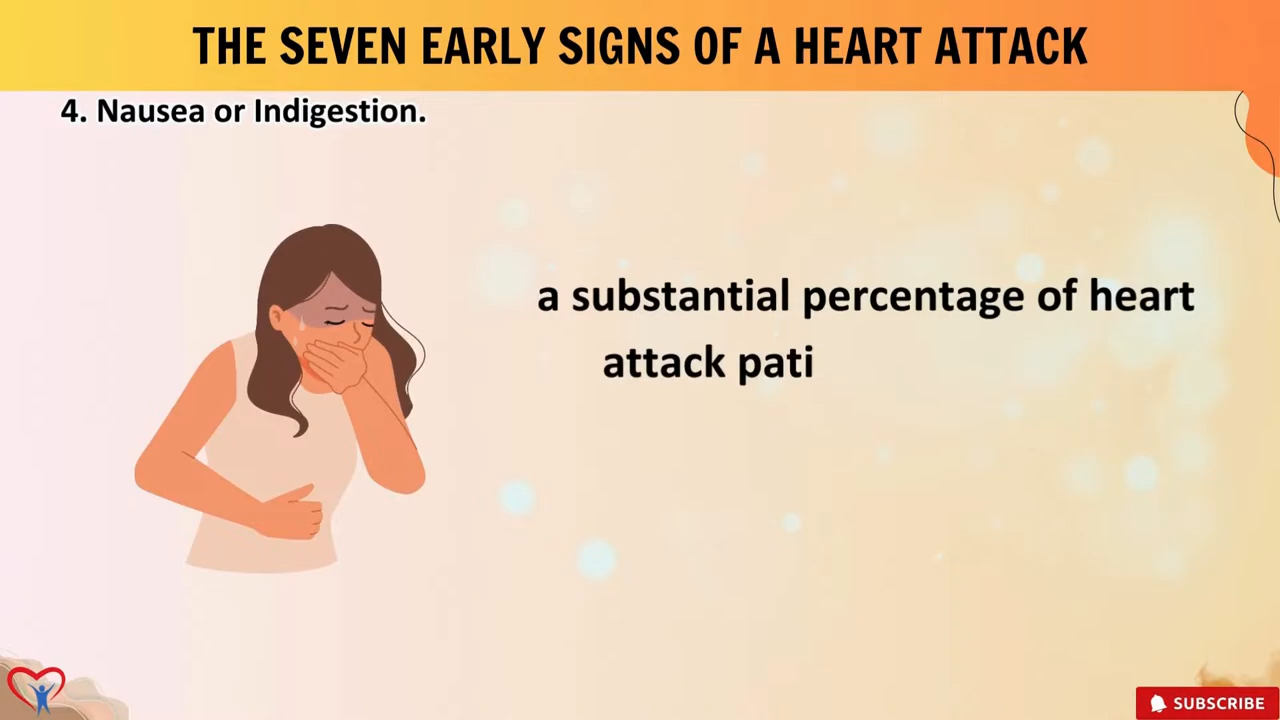 THE SEVEN EARLY SIGNS OF A HEART ATTACK
4. Nausea or Indigestion.
a substantial percentage of heart
attack pati
SUBSCRIBE